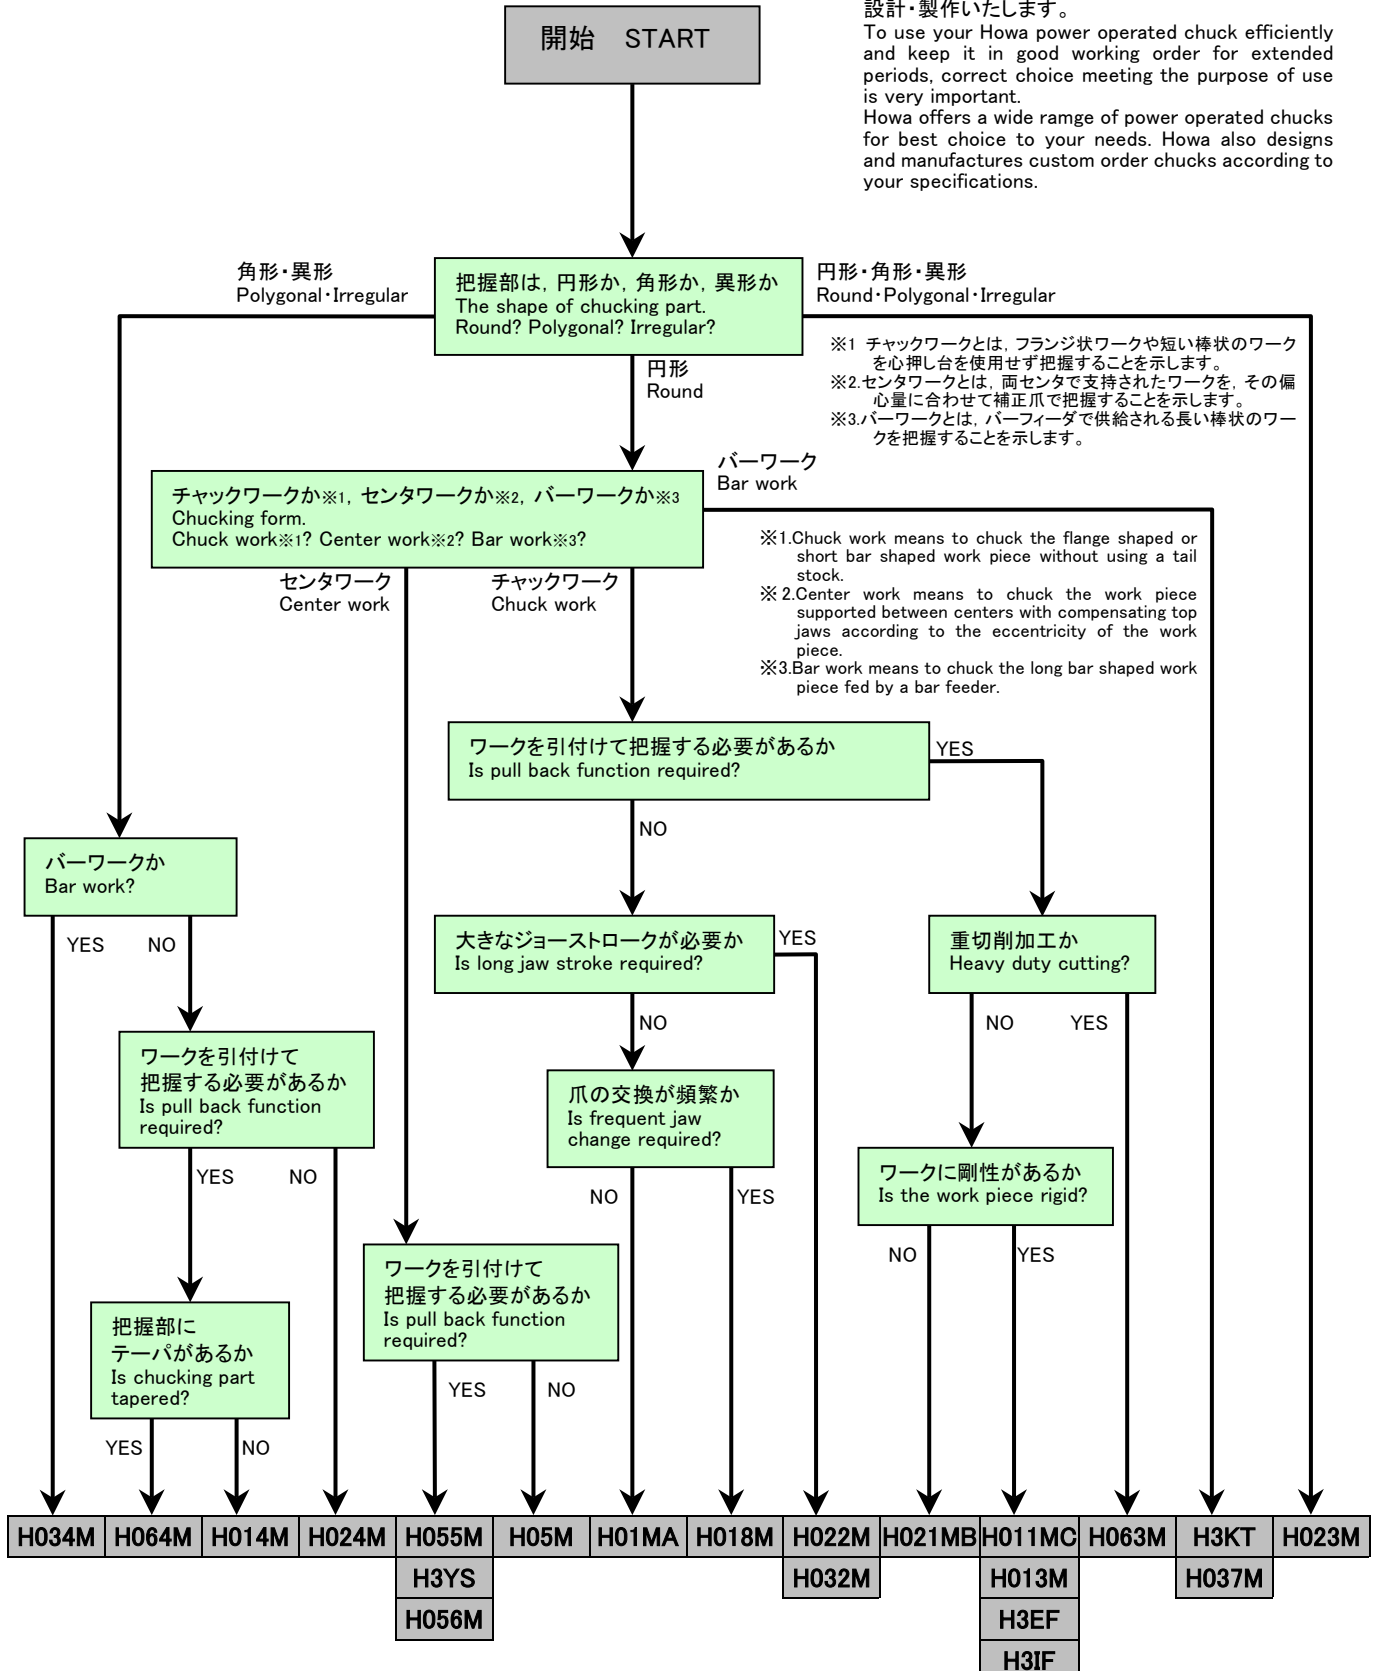 設計・製作いたします。
To use your Howa power operated chuck efficiently
and keep it in good working order for extended
periods, correct choice meeting the purpose of use
is very important.
Howa offers a wide ramge of power operated chucks
for best choice to your needs. Howa also designs
and manufactures custom order chucks according to
your specifications.
開始 START
角形・異形
Polygonal・Irregular
把握部は, 円形か, 角形か, 異形か
The shape of chucking part.
Round? Polygonal? Irregular?
円形・角形・異形
Round・Polygonal・Irregular
円形
Round
※1 チャックワークとは, フランジ状ワークや短い棒状のワーク
を心押し台を使用せず把握することを示します。
※2.センタワークとは, 両センタで支持されたワークを, その偏
心量に合わせて補正爪で把握することを示します。
※3.バーワークとは, バーフィーダで供給される長い棒状のワー
クを把握することを示します。
チャックワークか※1, センタワークか※2, バーワークか※3
Chucking form.
Chuck work※1? Center work※2? Bar work※3?
バーワーク
Bar work
センタワーク
Center work
チャックワーク
Chuck work
※1.Chuck work means to chuck the flange shaped or
short bar shaped work piece without using a tail
stock.
※2.Center work means to chuck the work piece
supported between centers with compensating top
jaws according to the eccentricity of the work
piece.
※3.Bar work means to chuck the long bar shaped work
piece fed by a bar feeder.
ワークを引付けて把握する必要があるか
Is pull back function required?
YES
NO
バーワークか
Bar work?
YES NO
大きなジョーストロークが必要か
Is long jaw stroke required?
YES
NO
重切削加工か
Heavy duty cutting?
NO YES
ワークを引付けて
把握する必要があるか
Is pull back function
required?
YES NO
爪の交換が頻繁か
Is frequent jaw
change required?
NO YES
ワークに剛性があるか
Is the work piece rigid?
NO YES
ワークを引付けて
把握する必要があるか
Is pull back function
required?
YES NO
把握部に
テーパがあるか
Is chucking part
tapered?
YES NO
H034M H064M H014M H024M H055M H05M H01MA H018M H022M H021MB H011MC H063M H3KT H023M
H3YS H032M H013M H037M
H056M H3EF
H3IF